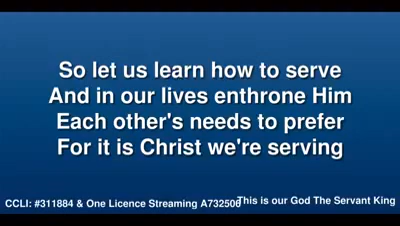 So let us learn how to serve
And in our lives enthrone Him
Each other's needs to prefer
For it is Christ we're serving
CCLI: #311884 & One Licence Streaming A732506
This is our God The Servant King